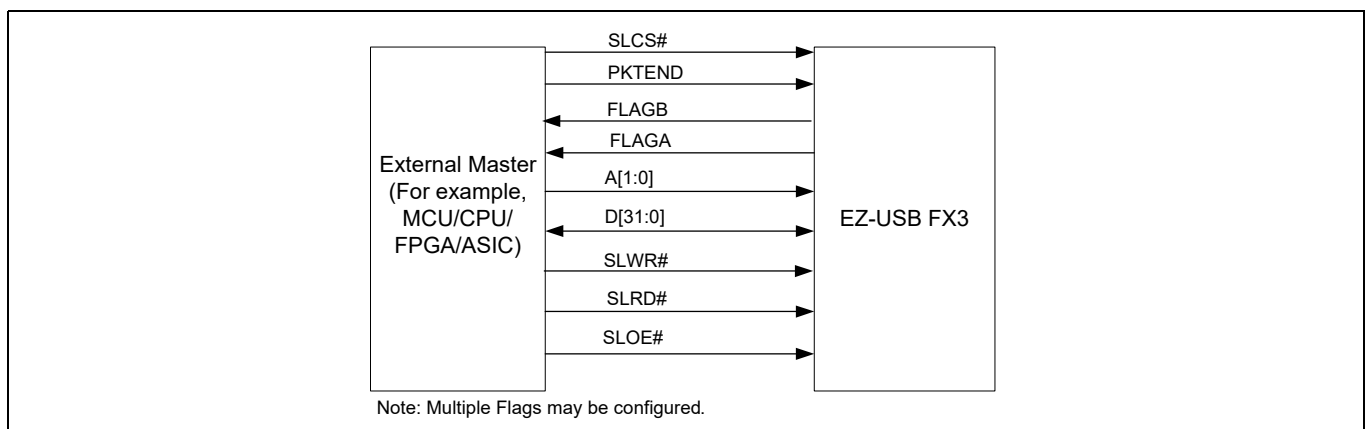 SLCS#
PKTEND
FLAGB
FLAGA
External Master
(For example,
MCU/CPU/
FPGA/ASIC)
A[1:0]
D[31:0]
EZ-USB FX3
SLWR#
SLRD#
SLOE#
Note: Multiple Flags may be configured.